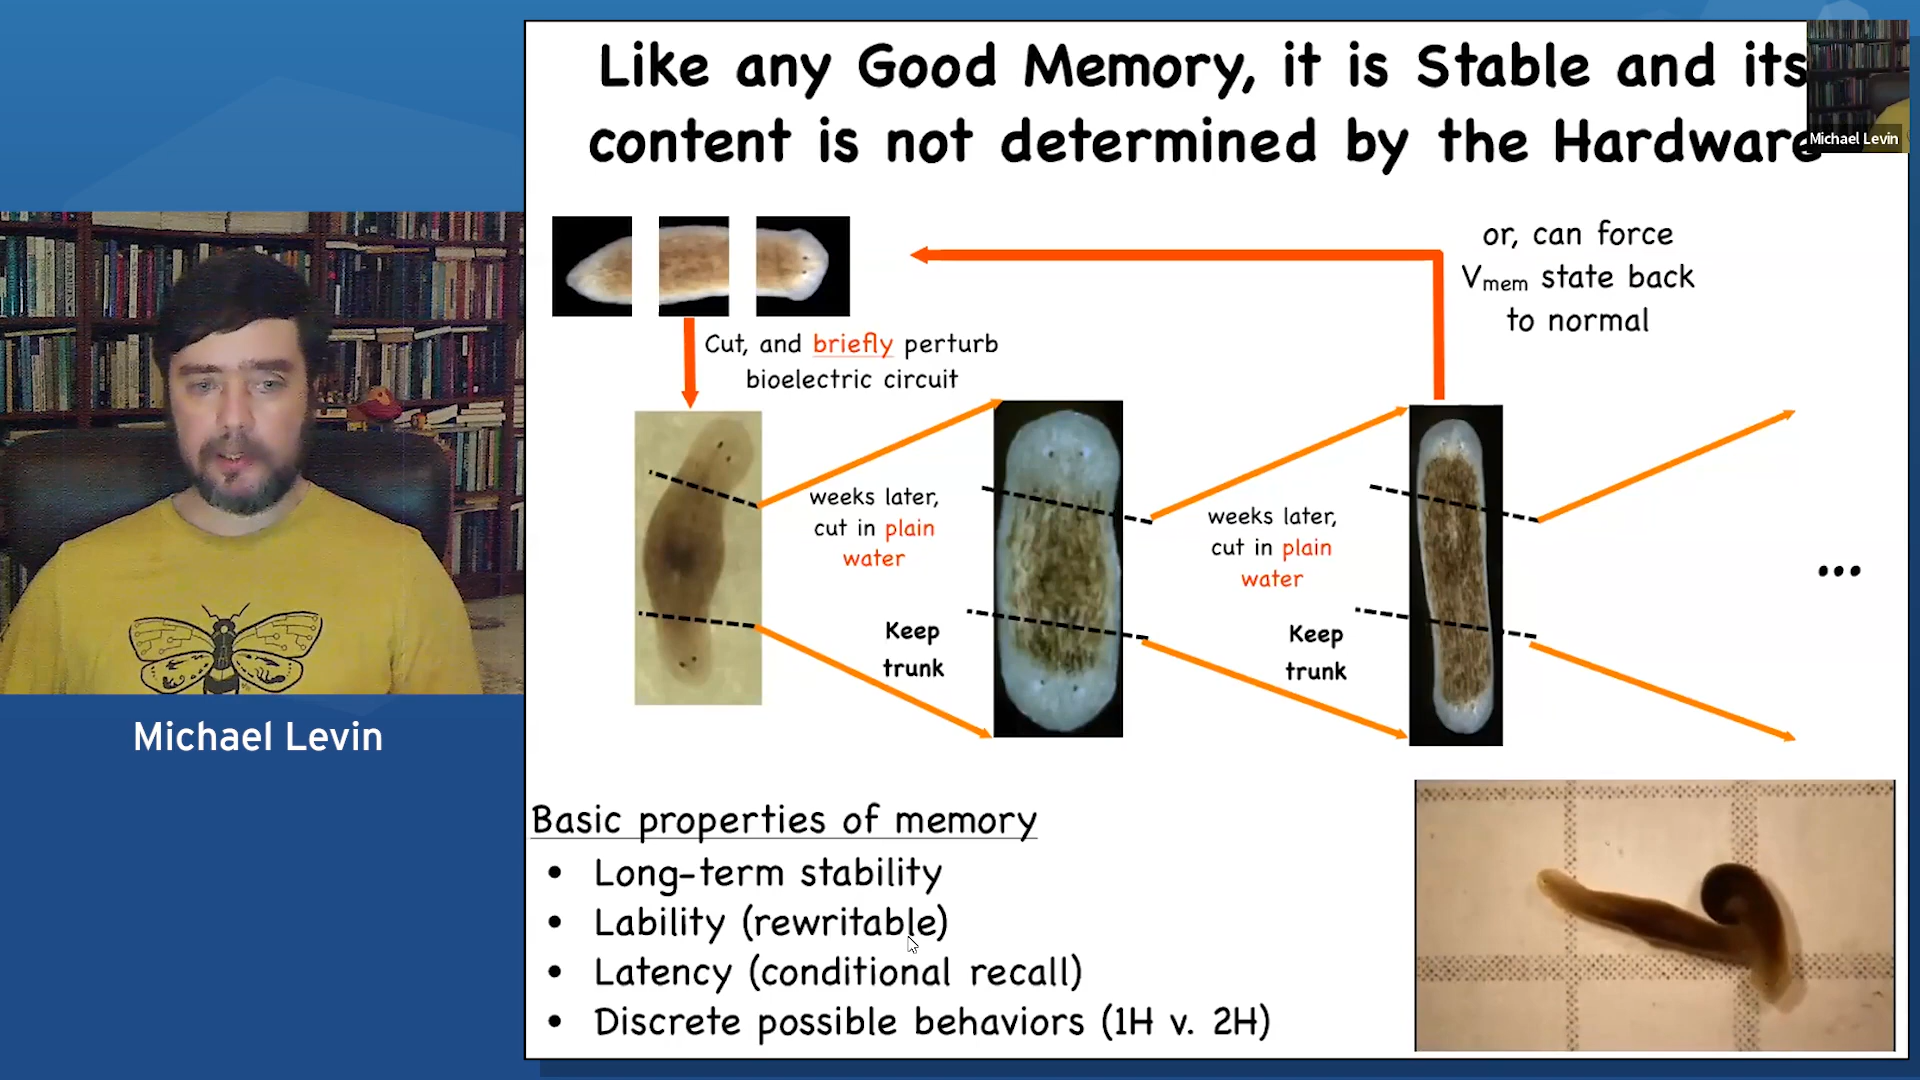 Like any Good Memory, it is Stable and its
content is not determined by the Hardware
Michael Levin
or, can force
Vmem state back
to normal
Cut, and briefly perturb
bioelectric circuit
weeks later,
cut in plain
water
Keep
trunk
weeks later,
cut in plain
water
Keep
trunk
...
Michael Levin
Basic properties of memory
• Long-term stability
• Lability (rewritable)
• Latency (conditional recall)
• Discrete possible behaviors (1H v. 2H)